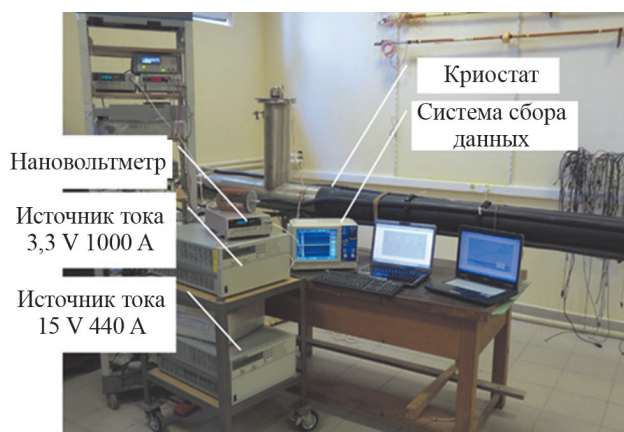 Криостат
Система сбора
данных
Нановольтметр
Источник тока
3,3 V 1000 A
Источник тока
15 V 440 A